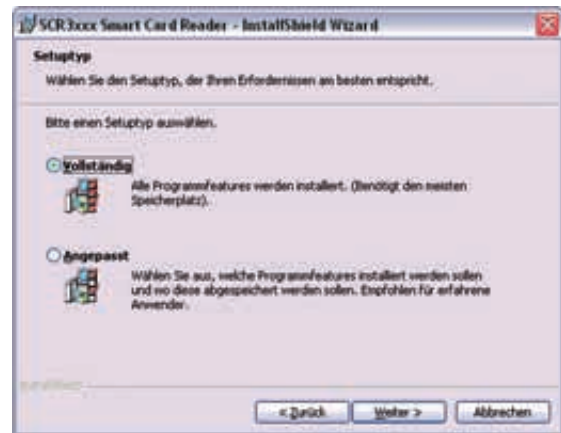 SCR3xxx Smart Card Reader - InstallShield Wizard
Setuptyp
Wählen Sie den Setuptyp, der Ihren Erfordernissen am besten entspricht.
Bitte einen Setuptyp auswählen.
Vollständig
Alle Programmfeatures werden installiert. (Benötigt den meisten
Speicherplatz).
Angepasst
Wählen Sie aus, welche Programmfeatures installiert werden sollen
und wo diese abgespeichert werden sollen. Empfohlen für erfahrene
Anwender.
InstallShield
< Zurück
Weiter >
Abbrechen